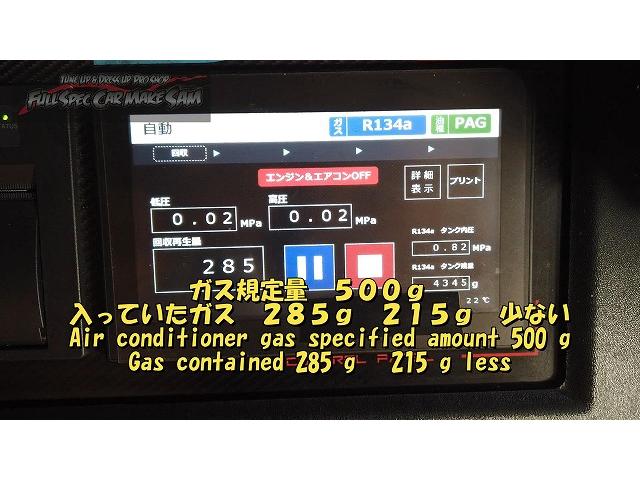 TUNE UP & DRESS UP PRO SHOP
FULL SPEC CAR MAKE SAM
自動
ガス R134a 油種 PAG
回収
エンジン&エアコンOFF
詳細表示
プリント
低圧 高圧
0.02 MPa 0.02 MPa
回収再生量
285
R134a タンク内圧
0.82 MPa
R134a タンク残量
4345 g
22℃
ガス規定量 500g
入っていたガス 285g 215g 少ない
Air conditioner gas specified amount 500 g
Gas contained 285 g 215 g less